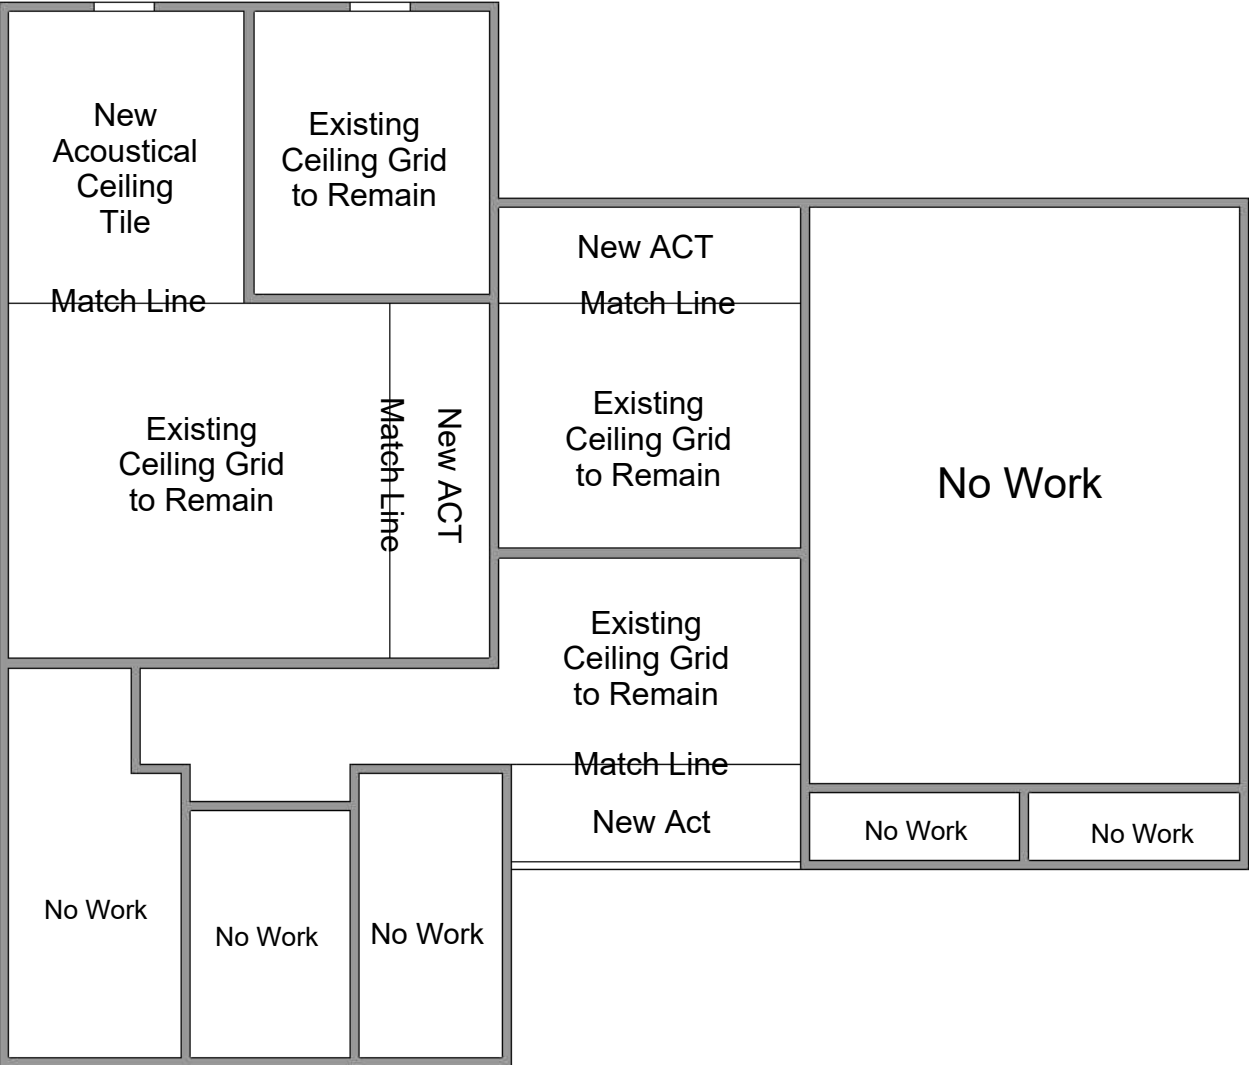 New
Acoustical
Ceiling
Tile
Existing
Ceiling Grid
to Remain
New ACT
Match Line
Match Line
Existing
Ceiling Grid
to Remain
Match Line
New ACT
Existing
Ceiling Grid
to Remain
No Work
Existing
Ceiling Grid
to Remain
Match Line
New Act
No Work
No Work
No Work
No Work
No Work